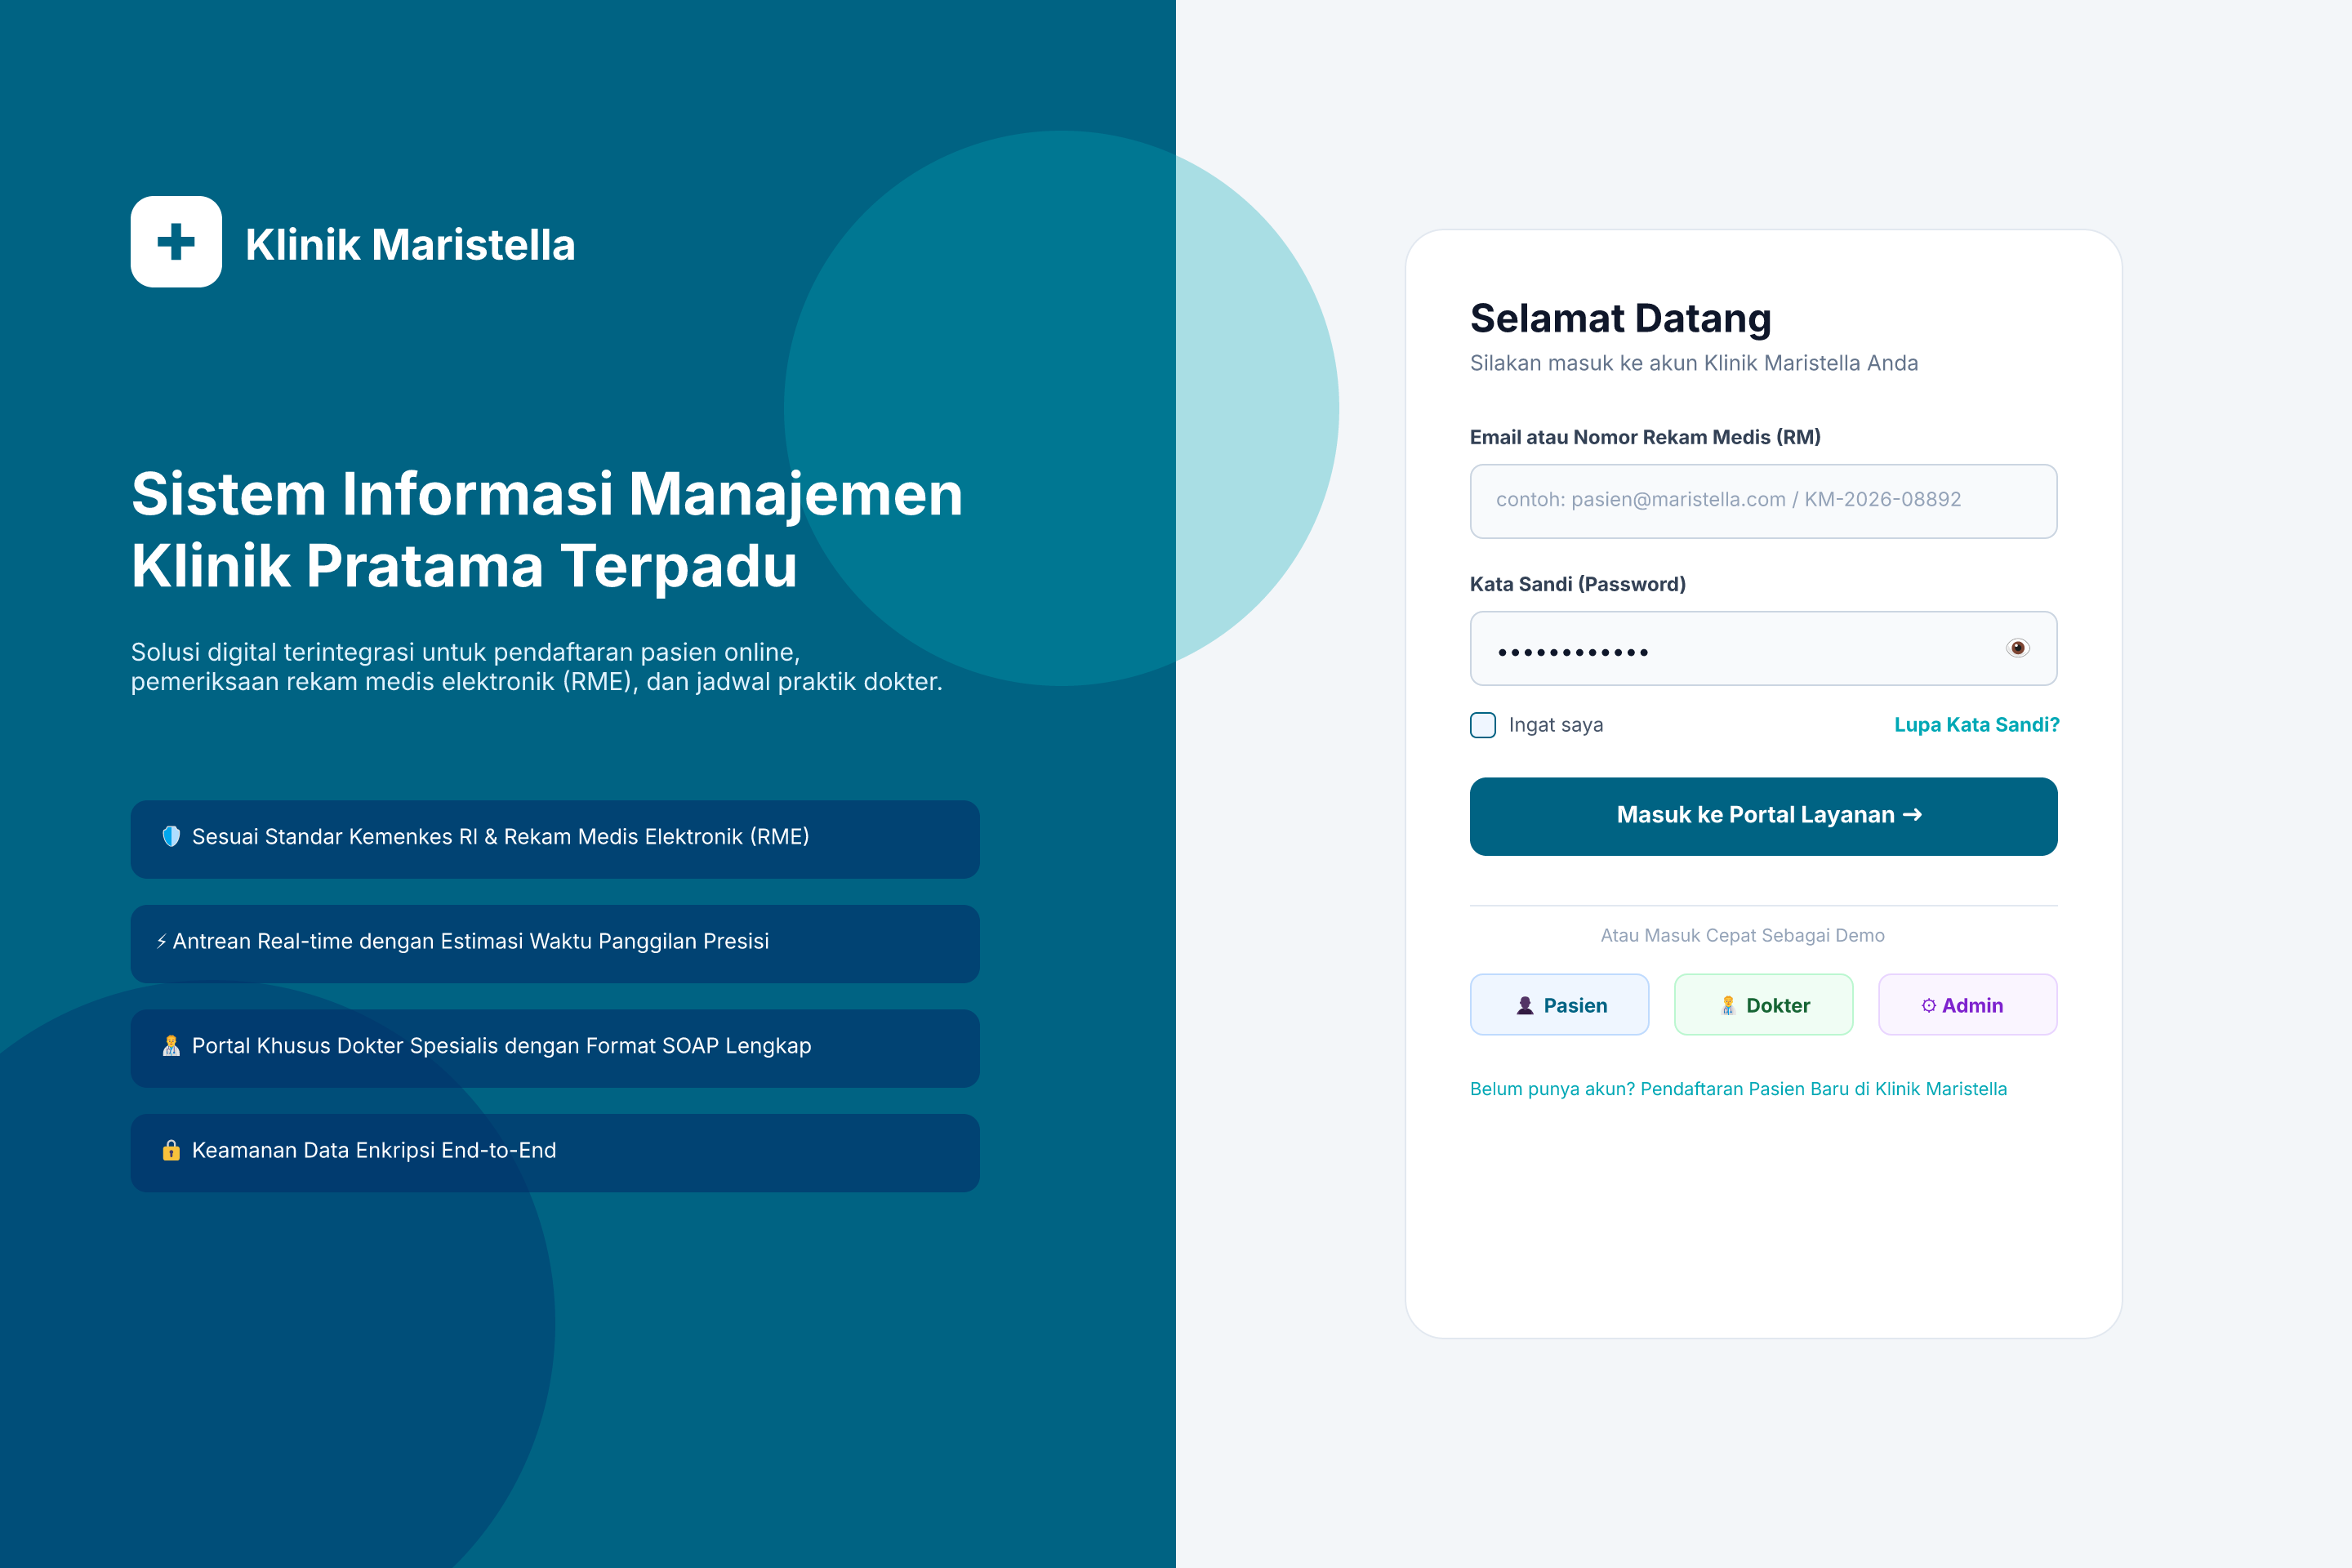 Klinik Maristella
Sistem Informasi Manajemen
Klinik Pratama Terpadu
Solusi digital terintegrasi untuk pendaftaran pasien online,
pemeriksaan rekam medis elektronik (RME), dan jadwal praktik dokter.
🛡️ Sesuai Standar Kemenkes RI & Rekam Medis Elektronik (RME)
⚡ Antrean Real-time dengan Estimasi Waktu Panggilan Presisi
👨‍⚕️ Portal Khusus Dokter Spesialis dengan Format SOAP Lengkap
🔒 Keamanan Data Enkripsi End-to-End
Selamat Datang
Silakan masuk ke akun Klinik Maristella Anda
Email atau Nomor Rekam Medis (RM)
contoh: pasien@maristella.com / KM-2026-08892
Kata Sandi (Password)
••••••••••••
Ingat saya
Lupa Kata Sandi?
Masuk ke Portal Layanan →
Atau Masuk Cepat Sebagai Demo
👤 Pasien
👨‍⚕️ Dokter
⚙ Admin
Belum punya akun? Pendaftaran Pasien Baru di Klinik Maristella